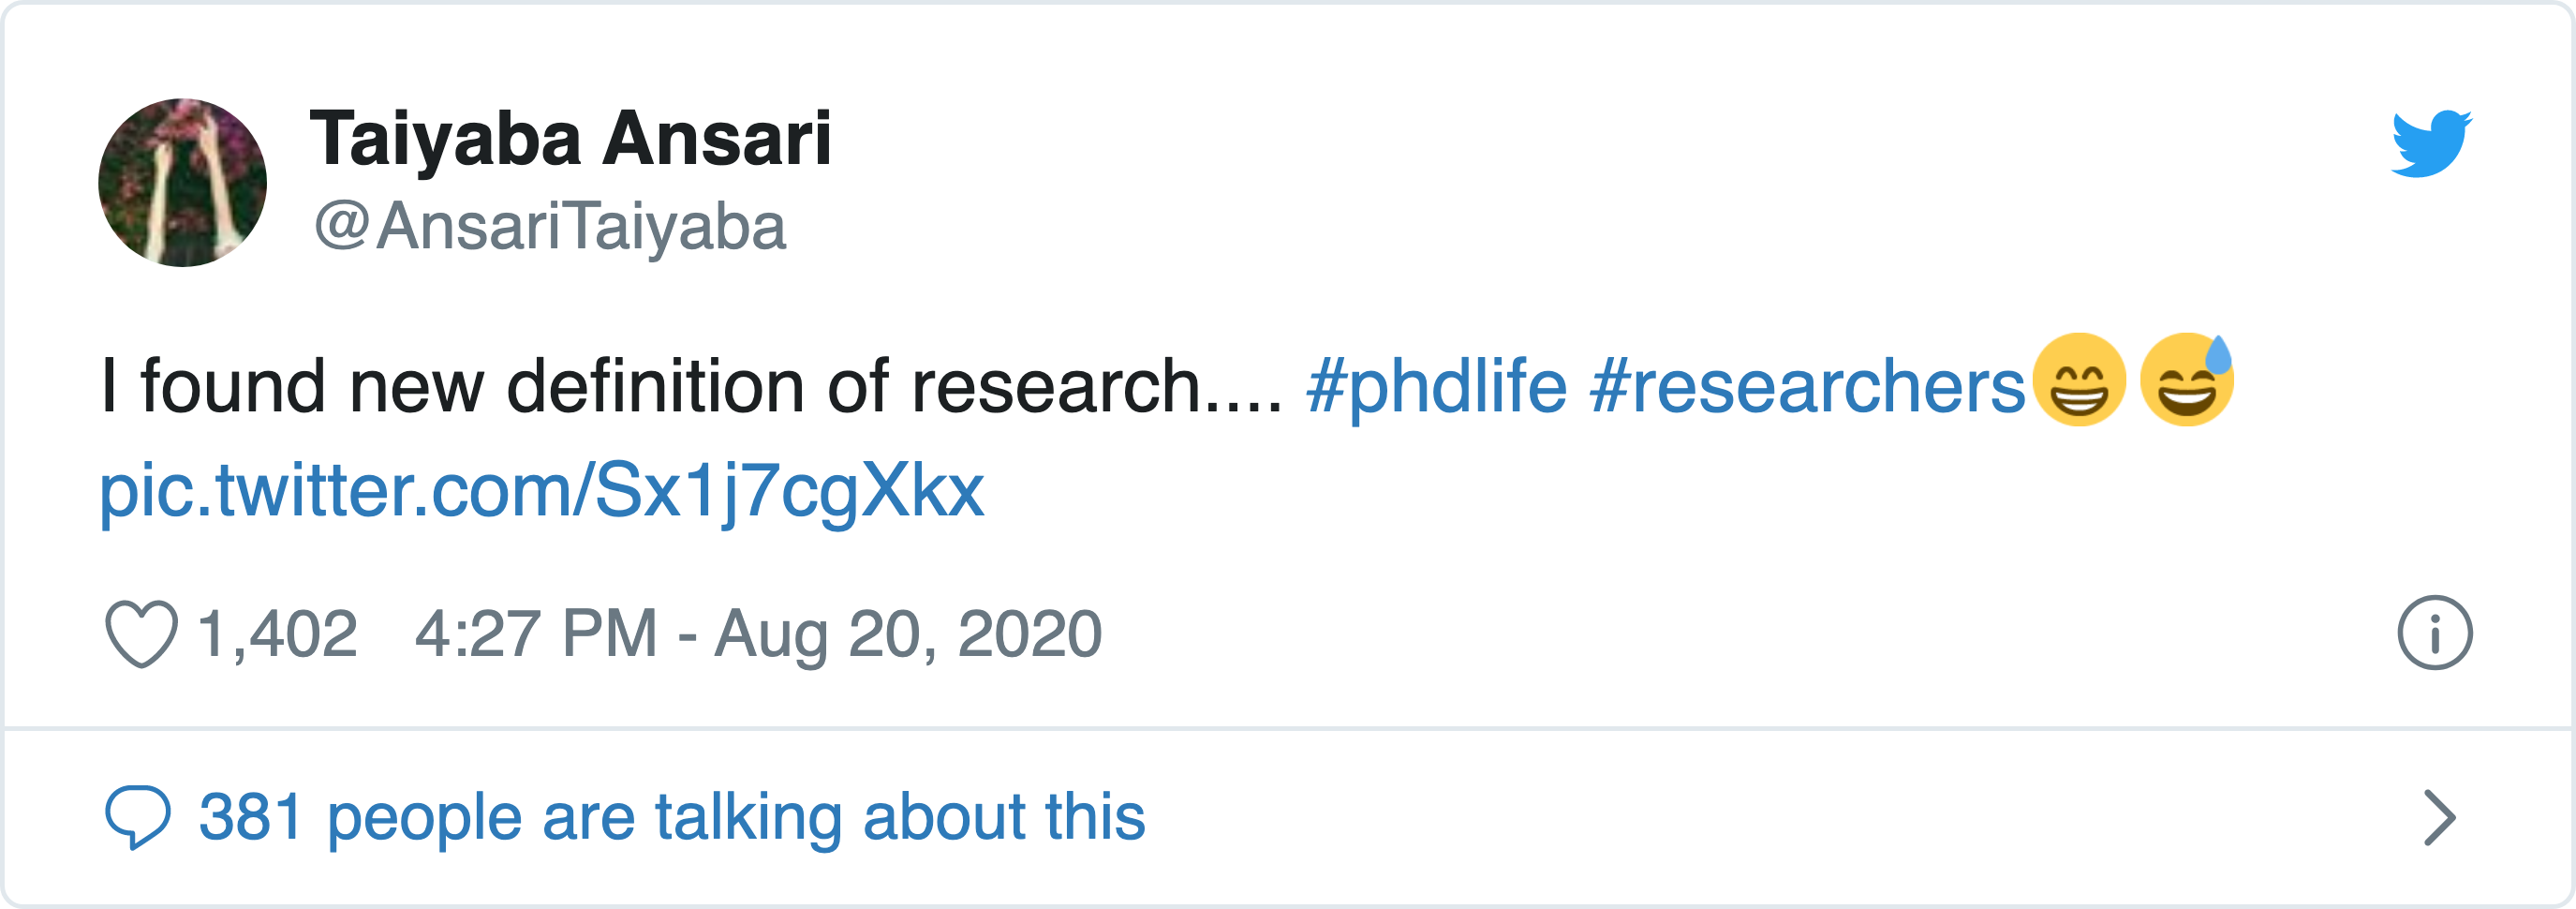 Taiyaba Ansari
@AnsariTaiyaba
I found new definition of research.... #phdlife #researchers😁😅
pic.twitter.com/Sx1j7cgXkx
1,402 4:27 PM - Aug 20, 2020
381 people are talking about this